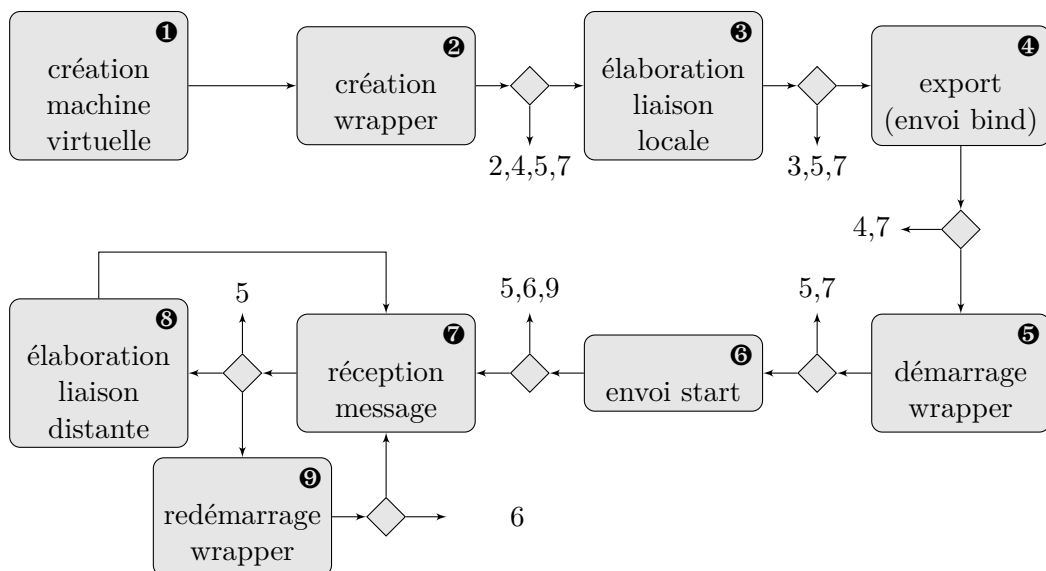 ❶
création
machine
virtuelle
❷
création
wrapper
2,4,5,7
❸
élaboration
liaison
locale
3,5,7
❹
export
(envoi bind)
4,7
❺
démarrage
wrapper
5,7
❻
envoi start
5,6,9
❼
réception
message
5
❽
élaboration
liaison
distante
❾
redémarrage
wrapper
6